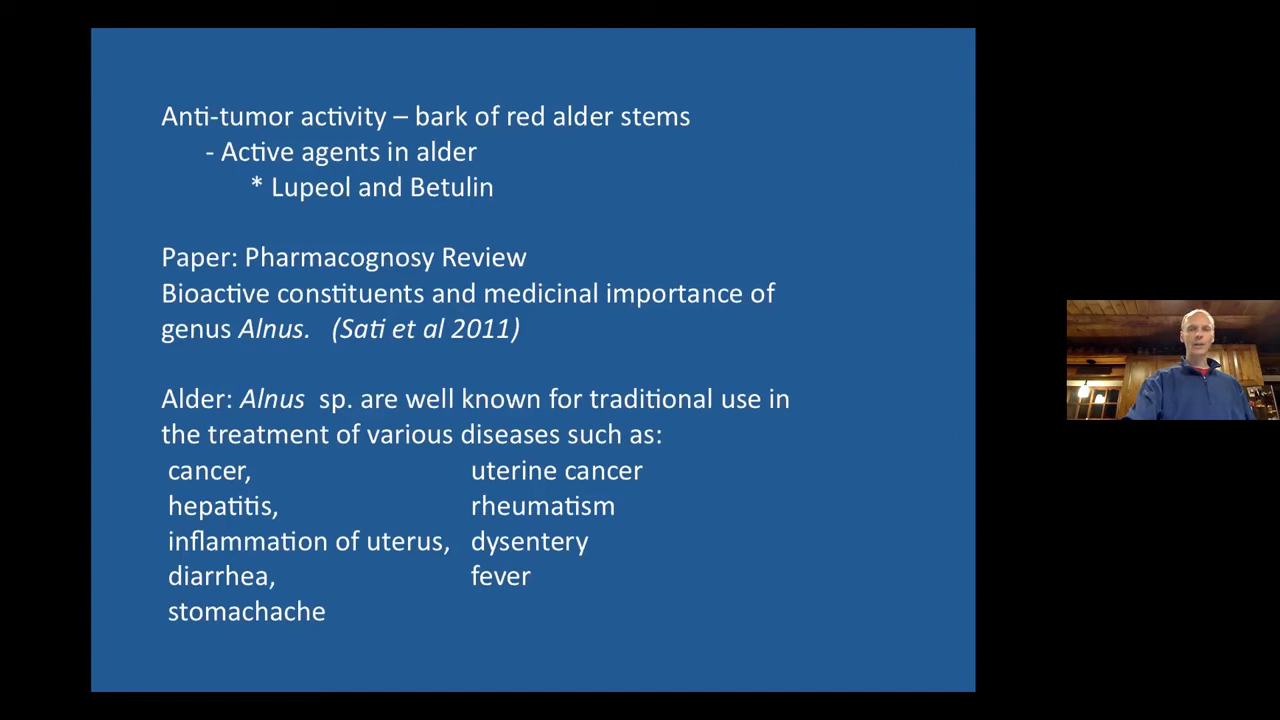 Anti-tumor activity – bark of red alder stems
- Active agents in alder
* Lupeol and Betulin
Paper: Pharmacognosy Review
Bioactive constituents and medicinal importance of
genus Alnus. (Sati et al 2011)
Alder: Alnus sp. are well known for traditional use in
the treatment of various diseases such as:
cancer, uterine cancer
hepatitis, rheumatism
inflammation of uterus, dysentery
diarrhea, fever
stomachache